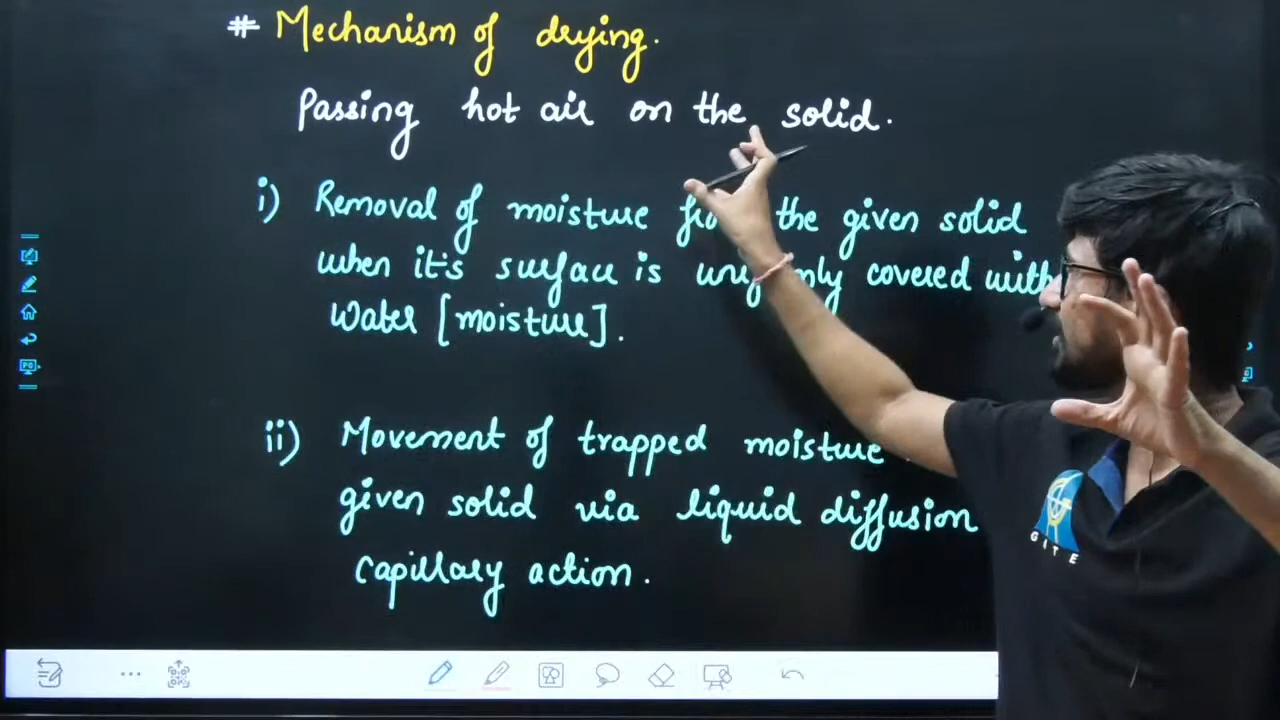 # Mechanism of drying.
Passing hot air on the solid.
i) Removal of moisture the given solid
when it's surface is covered with
water [moisture].
ii) Movement of trapped moisture
given solid via liquid diffusion
capillary action.
GITE